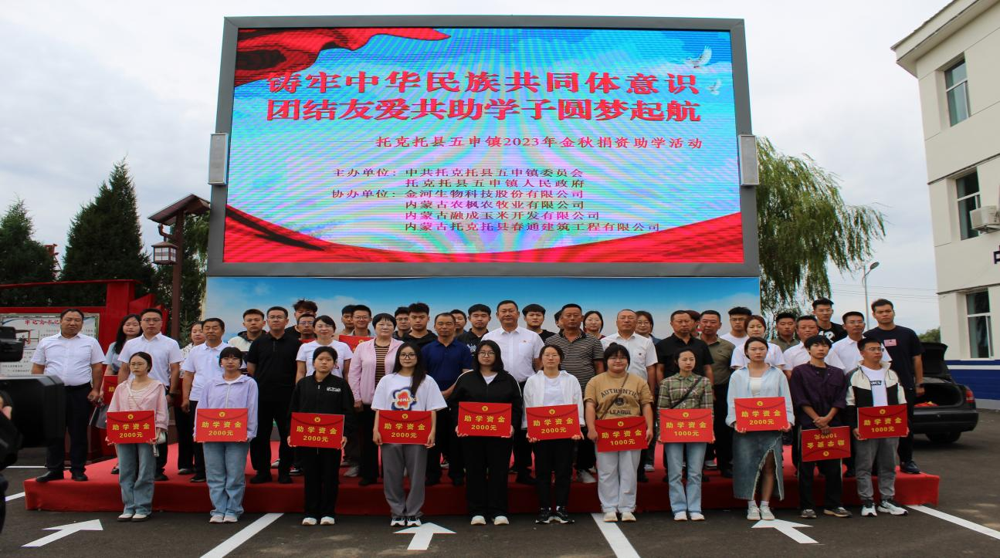 铸牢中华民族共同体意识
团结友爱共助学子圆梦起航
——托克托县五申镇2023年金秋捐资助学活动
主办单位：中共托克托县五申镇委员会
托克托县五申镇人民政府
协办单位：金河生物科技股份有限公司
内蒙古农枫农牧业有限公司
内蒙古融成玉米开发有限公司
内蒙古托克托县春通建筑工程有限公司
助学资金
2000元
助学资金
2000元
助学资金
2000元
助学资金
2000元
助学资金
2000元
助学资金
2000元
助学资金
1000元
助学资金
1000元
助学资金
2000元
助学资金
1000元
助学资金
1000元